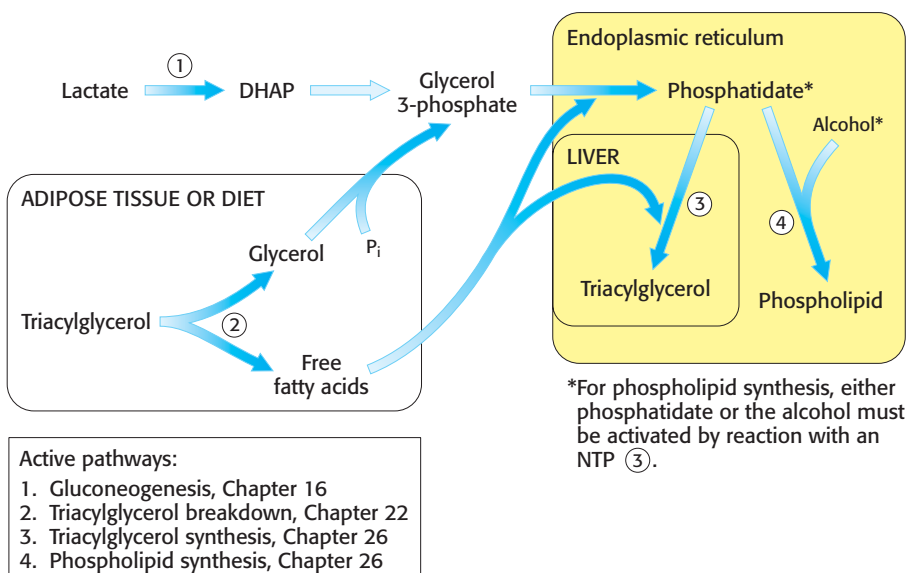 Endoplasmic reticulum
①
Lactate
DHAP
Glycerol
3-phosphate
Phosphatidate*
Alcohol*
LIVER
③
④
Triacylglycerol
Phospholipid
ADIPOSE TISSUE OR DIET
Glycerol
Pi
Triacylglycerol
②
Free
fatty acids
*For phospholipid synthesis, either
phosphatidate or the alcohol must
be activated by reaction with an
NTP ③.
Active pathways:
1. Gluconeogenesis, Chapter 16
2. Triacylglycerol breakdown, Chapter 22
3. Triacylglycerol synthesis, Chapter 26
4. Phospholipid synthesis, Chapter 26